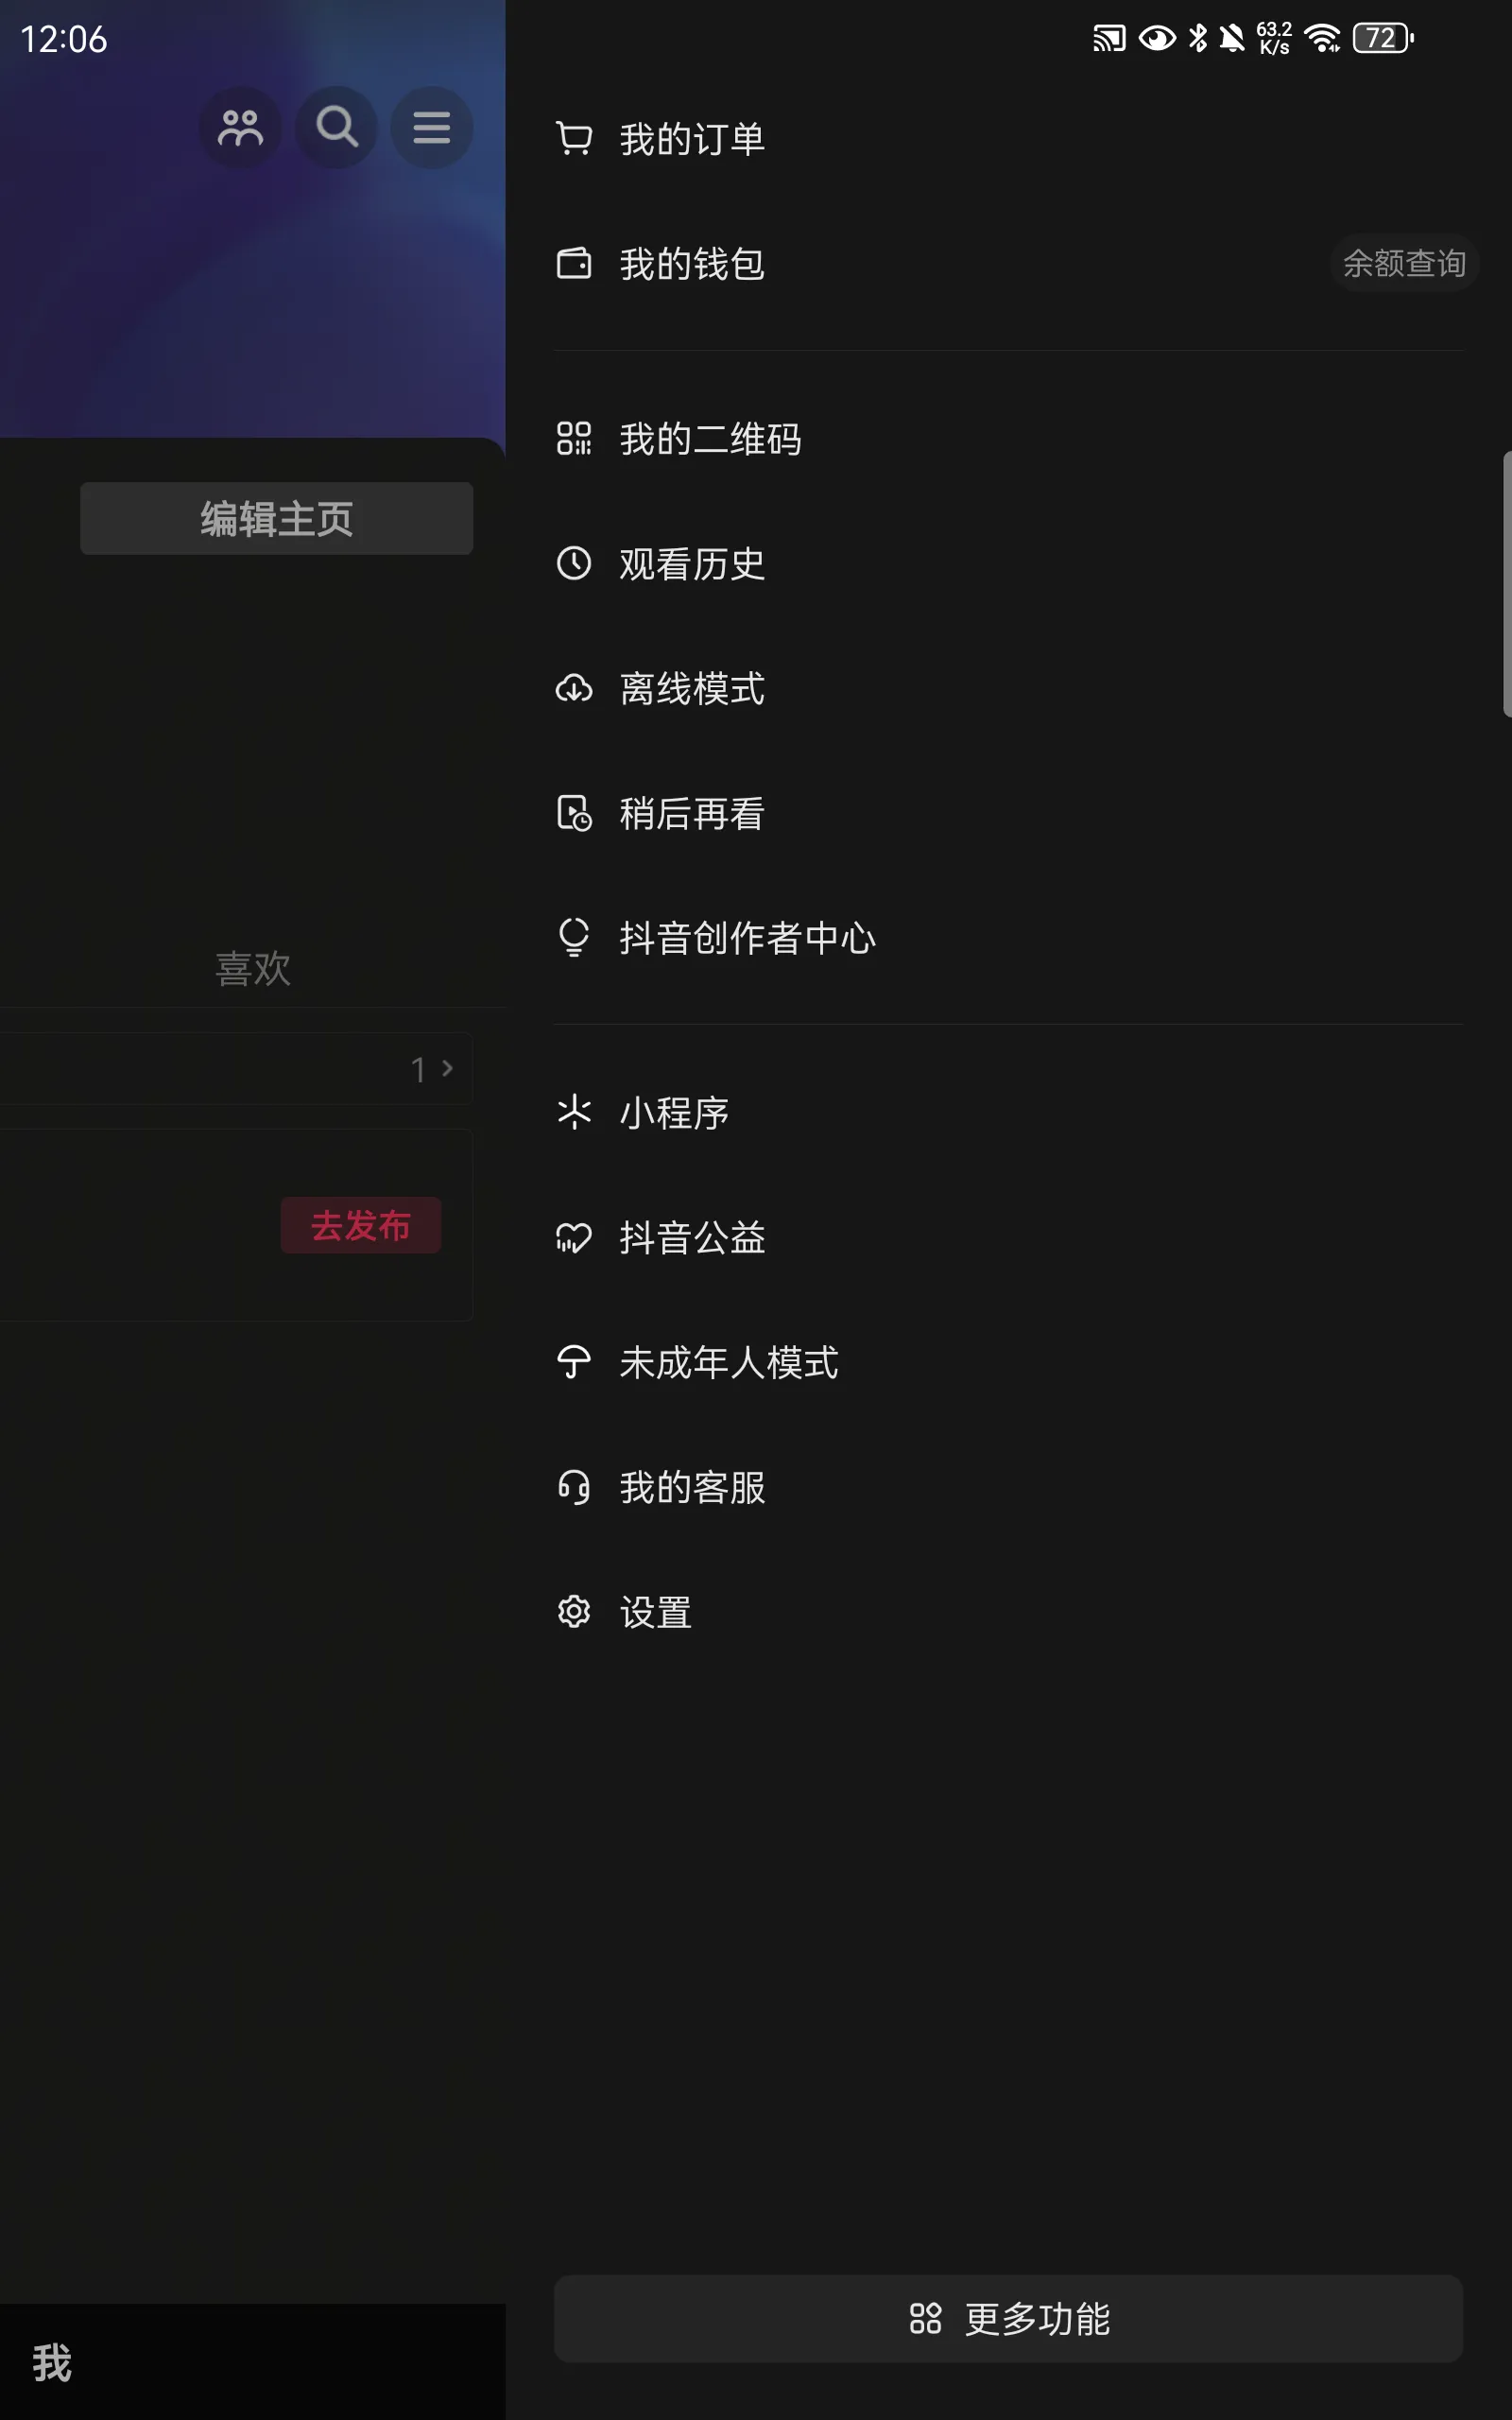 12:06
63.2
K/s
72
编辑主页
喜欢
1
去发布
我
我的订单
我的钱包
余额查询
我的二维码
观看历史
离线模式
稍后再看
抖音创作者中心
小程序
抖音公益
未成年人模式
我的客服
设置
更多功能